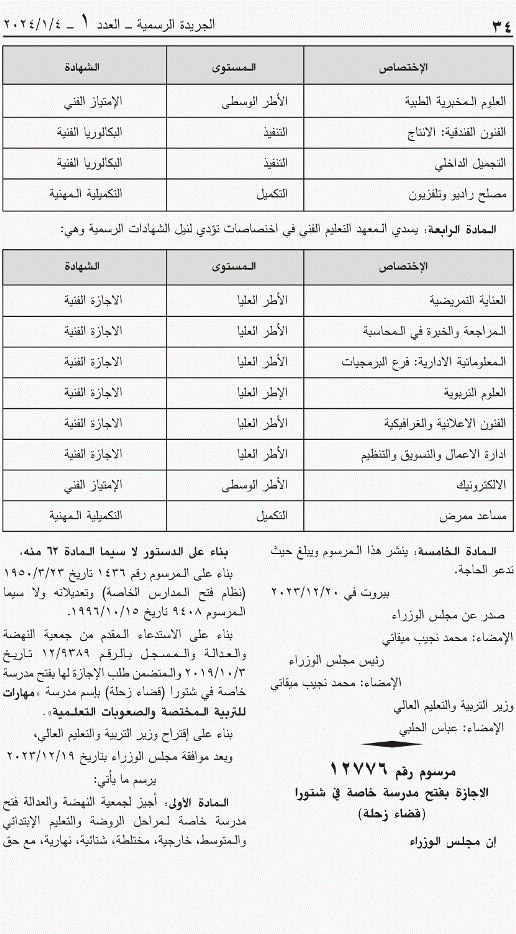 ٣٤ الجريدة الرسمية – العدد ١ – ٢٠٢٤/١/٤
الإختصاص المستوى الشهادة
العلوم المخبرية الطبية الأطر الوسطى الإمتياز الفني
الفنون الفندقية: الانتاج التنفيذ البكالوريا الفنية
التجميل الداخلي التنفيذ البكالوريا الفنية
مصلح راديو وتلفزيون التكميل التكميلية المهنية
المادة الرابعة: يسدي المعهد التعليم الفني في اختصاصات تؤدي لنيل الشهادات الرسمية وهي:
الإختصاص المستوى الشهادة
العناية التمريضية الأطر العليا الاجازة الفنية
المراجعة والخبرة في المحاسبة الأطر العليا الاجازة الفنية
المعلوماتية الادارية: فرع البرمجيات الأطر العليا الاجازة الفنية
العلوم التربوية الإطر العليا الاجازة الفنية
الفنون الاعلانية والغرافيكية الأطر العليا الاجازة الفنية
ادارة الاعمال والتسويق والتنظيم الأطر العليا الاجازة الفنية
الالكترونيك الأطر الوسطى الإمتياز الفني
مساعد ممرض التكميل التكميلية المهنية
المادة الخامسة: ينشر هذا المرسوم ويبلغ حيث
تدعو الحاجة.
بيروت في ٢٠٢٣/١٢/٢٠
صدر عن مجلس الوزراء
الإمضاء: محمد نجيب ميقاتي
رئيس مجلس الوزراء
الإمضاء: محمد نجيب ميقاتي
وزير التربية والتعليم العالي
الإمضاء: عباس الحلبي
مرسوم رقم ١٢٧٧٦
الاجازة بفتح مدرسة خاصة في شتورا
(قضاء زحلة)
إن مجلس الوزراء
بناء على الدستور لا سيما المادة ٦٢ منه،
بناء على المرسوم رقم ١٤٣٦ تاريخ ١٩٥٠/٣/٢٣
(نظام فتح المدارس الخاصة) وتعديلاته ولا سيما
المرسوم ٩٤٠٨ تاريخ ١٩٩٦/١٠/١٥.
بناء على الاستدعاء المقدم من جمعية النهضة
والعدالة والمسجل بالرقم ١٢/٩٣٨٩ تاريخ
٢٠١٩/١٠/٣ والمتضمن طلب الإجازة لها بفتح مدرسة
خاصة في شتورا (قضاء زحلة) بإسم مدرسة «مهارات
للتربية المختصة والصعوبات التعلمية».
بناء على إقتراح وزير التربية والتعليم العالي،
وبعد موافقة مجلس الوزراء بتاريخ ٢٠٢٣/١٢/١٩
يرسم ما يأتي:
المادة الأولى: أجيز لجمعية النهضة والعدالة فتح
مدرسة خاصة لمراحل الروضة والتعليم الإبتدائي
والمتوسط، خارجية، مختلطة، شتائية، نهارية، مع حق